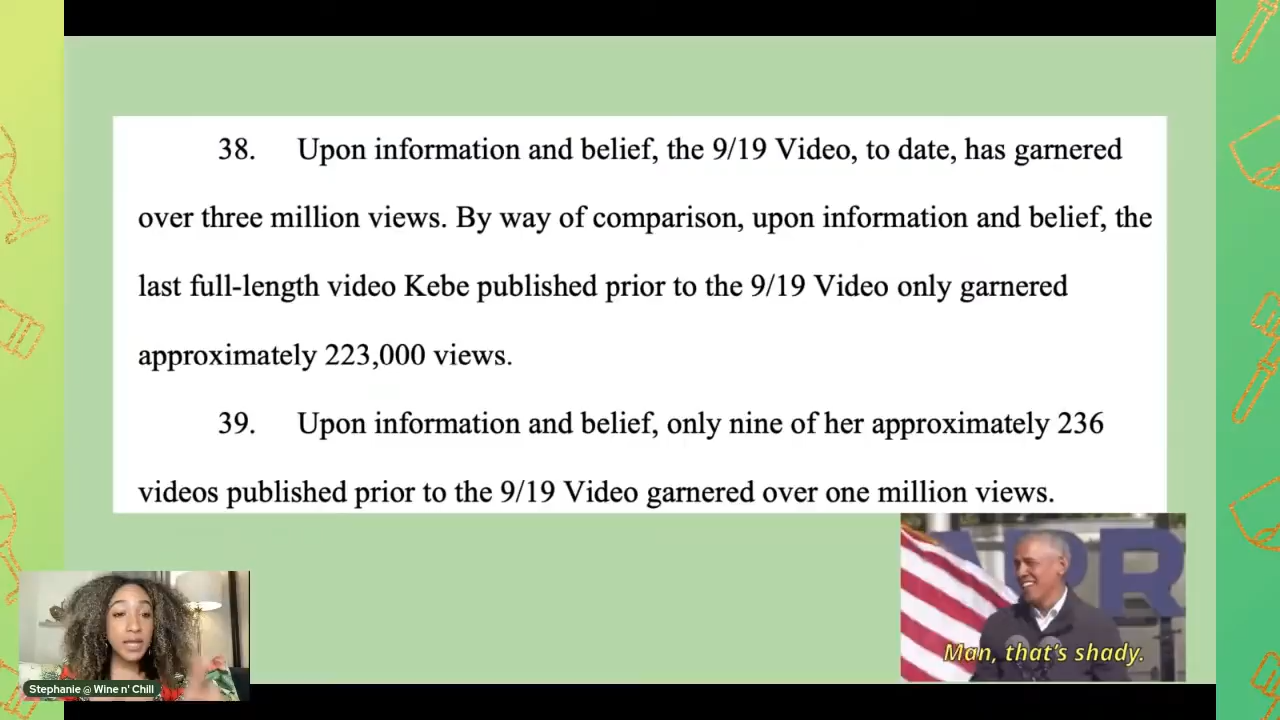 38. Upon information and belief, the 9/19 Video, to date, has garnered
over three million views. By way of comparison, upon information and belief, the
last full-length video Kebe published prior to the 9/19 Video only garnered
approximately 223,000 views.
39. Upon information and belief, only nine of her approximately 236
videos published prior to the 9/19 Video garnered over one million views.
PR
Man, that's shady.
Stephanie @ Wine n' Chill